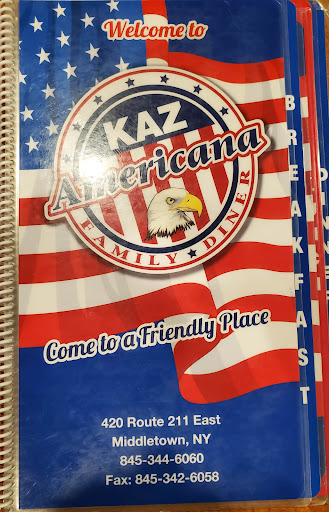 Welcome to
KAZ
Americana
FAMILY DINER
Come to a Friendly Place
420 Route 211 East
Middletown, NY
845-344-6060
Fax: 845-342-6058
BREAKFAST